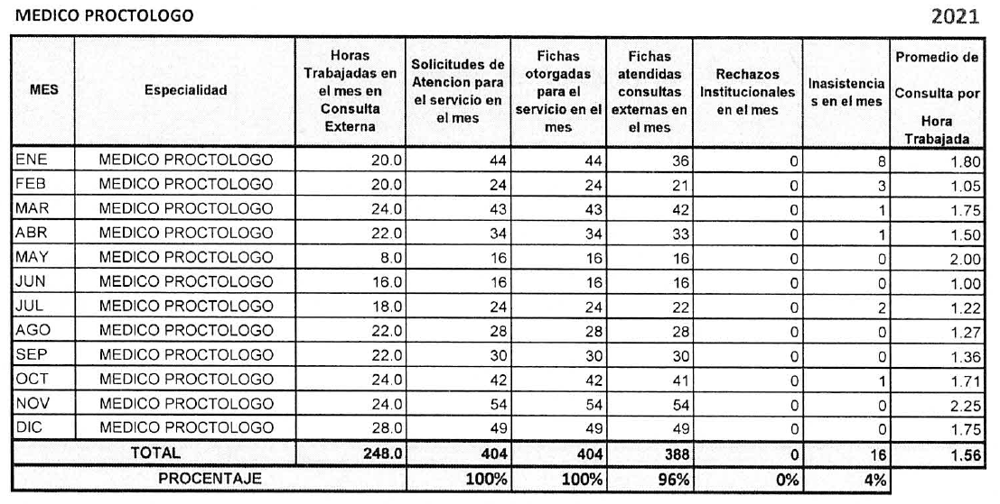 MEDICO PROCTOLOGO 2021
MES Especialidad Horas Trabajadas en el mes en Consulta Externa Solicitudes de Atencion para el servicio en el mes Fichas otorgadas para el servicio en el mes Fichas atendidas consultas externas en el mes Rechazos Institucionales en el mes Inasistencia s en el mes Promedio de Consulta por Hora Trabajada
ENE MEDICO PROCTOLOGO 20.0 44 44 36 0 8 1.80
FEB MEDICO PROCTOLOGO 20.0 24 24 21 0 3 1.05
MAR MEDICO PROCTOLOGO 24.0 43 43 42 0 1 1.75
ABR MEDICO PROCTOLOGO 22.0 34 34 33 0 1 1.50
MAY MEDICO PROCTOLOGO 8.0 16 16 16 0 0 2.00
JUN MEDICO PROCTOLOGO 16.0 16 16 16 0 0 1.00
JUL MEDICO PROCTOLOGO 18.0 24 24 22 0 2 1.22
AGO MEDICO PROCTOLOGO 22.0 28 28 28 0 0 1.27
SEP MEDICO PROCTOLOGO 22.0 30 30 30 0 0 1.36
OCT MEDICO PROCTOLOGO 24.0 42 42 41 0 1 1.71
NOV MEDICO PROCTOLOGO 24.0 54 54 54 0 0 2.25
DIC MEDICO PROCTOLOGO 28.0 49 49 49 0 0 1.75
TOTAL 248.0 404 404 388 0 16 1.56
PROCENTAJE 100% 100% 96% 0% 4%